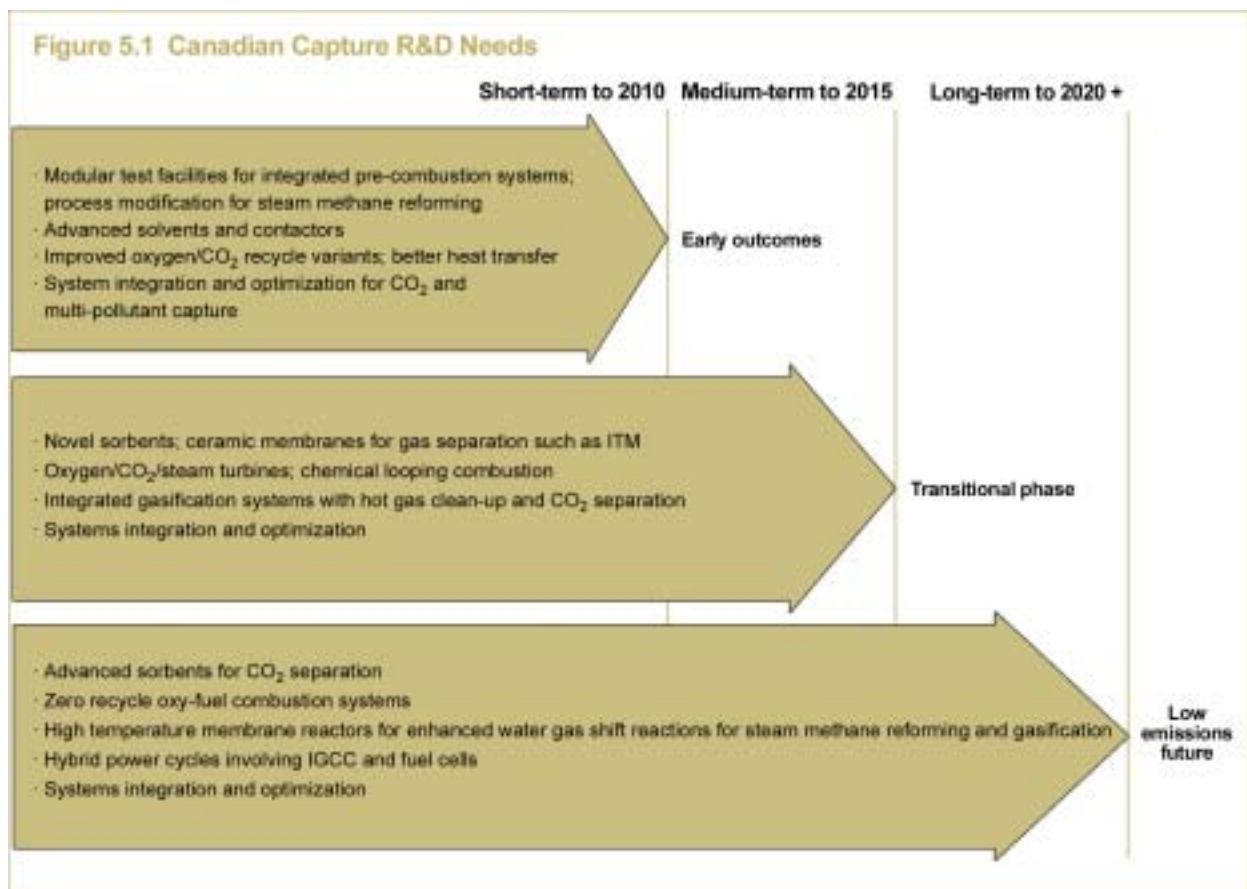 Figure 5.1 Canadian Capture R&D Needs
Short-term to 2010 Medium-term to 2015 Long-term to 2020 +
· Modular test facilities for integrated pre-combustion systems;
process modification for steam methane reforming
· Advanced solvents and contactors
· Improved oxygen/CO₂ recycle variants; better heat transfer
· System integration and optimization for CO₂ and
multi-pollutant capture
Early outcomes
· Novel sorbents; ceramic membranes for gas separation such as ITM
· Oxygen/CO₂/steam turbines; chemical looping combustion
· Integrated gasification systems with hot gas clean-up and CO₂ separation
· Systems integration and optimization
Transitional phase
· Advanced sorbents for CO₂ separation
· Zero recycle oxy-fuel combustion systems
· High temperature membrane reactors for enhanced water gas shift reactions for steam methane reforming and gasification
· Hybrid power cycles involving IGCC and fuel cells
· Systems integration and optimization
Low
emissions
future